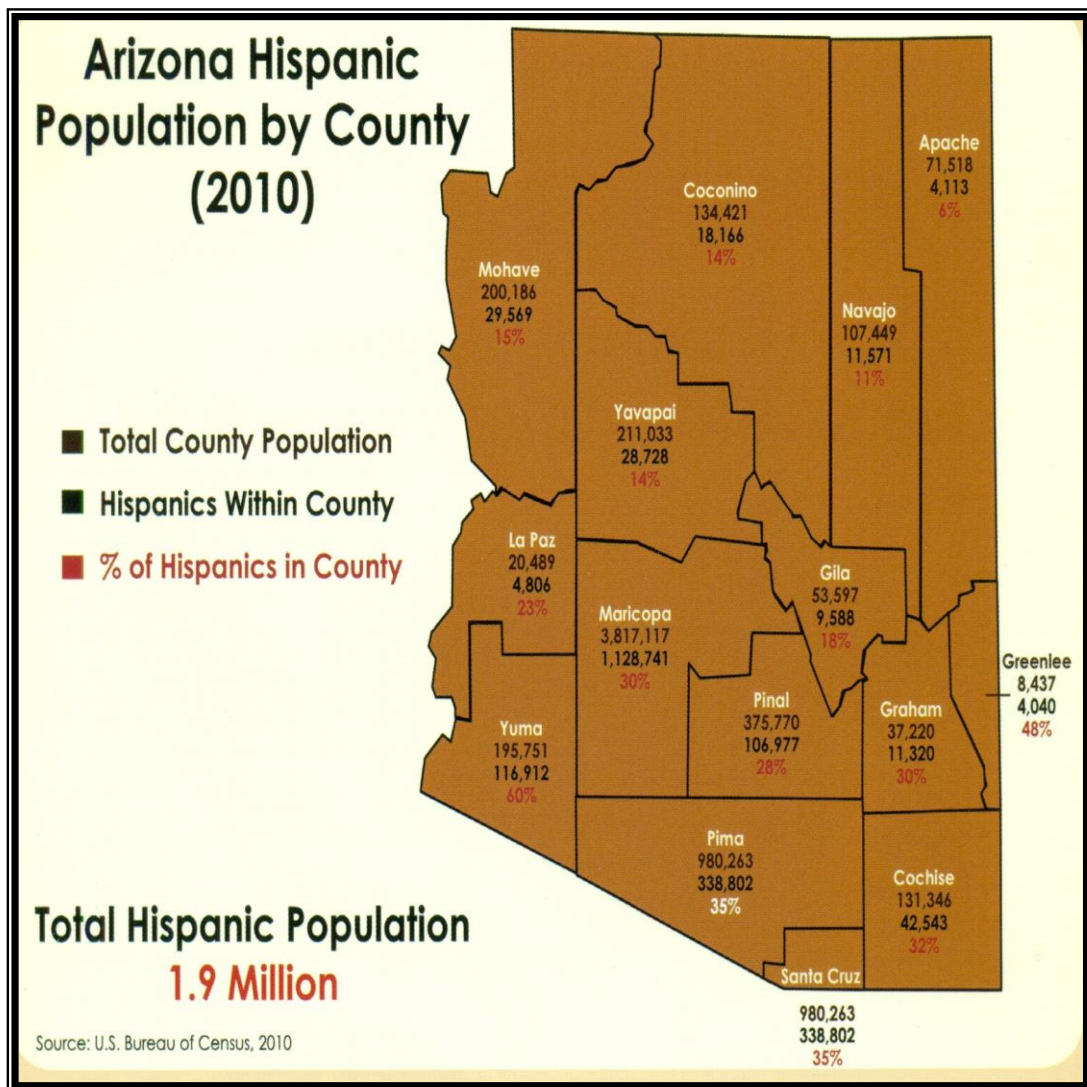 Arizona Hispanic
Population by County
(2010)
Apache
71,518
4,113
6%
Coconino
134,421
18,166
14%
Mohave
200,186
29,569
15%
Navajo
107,449
11,571
11%
Yavapai
211,033
28,728
14%
Total County Population
Hispanics Within County
% of Hispanics in County
La Paz
20,489
4,806
23%
Gila
53,597
9,588
18%
Maricopa
3,817,117
1,128,741
30%
Greenlee
8,437
4,040
48%
Pinal
375,770
106,977
28%
Graham
37,220
11,320
30%
Yuma
195,751
116,912
60%
Pima
980,263
338,802
35%
Cochise
131,346
42,543
32%
Total Hispanic Population
1.9 Million
Santa Cruz
980,263
338,802
35%
Source: U.S. Bureau of Census, 2010